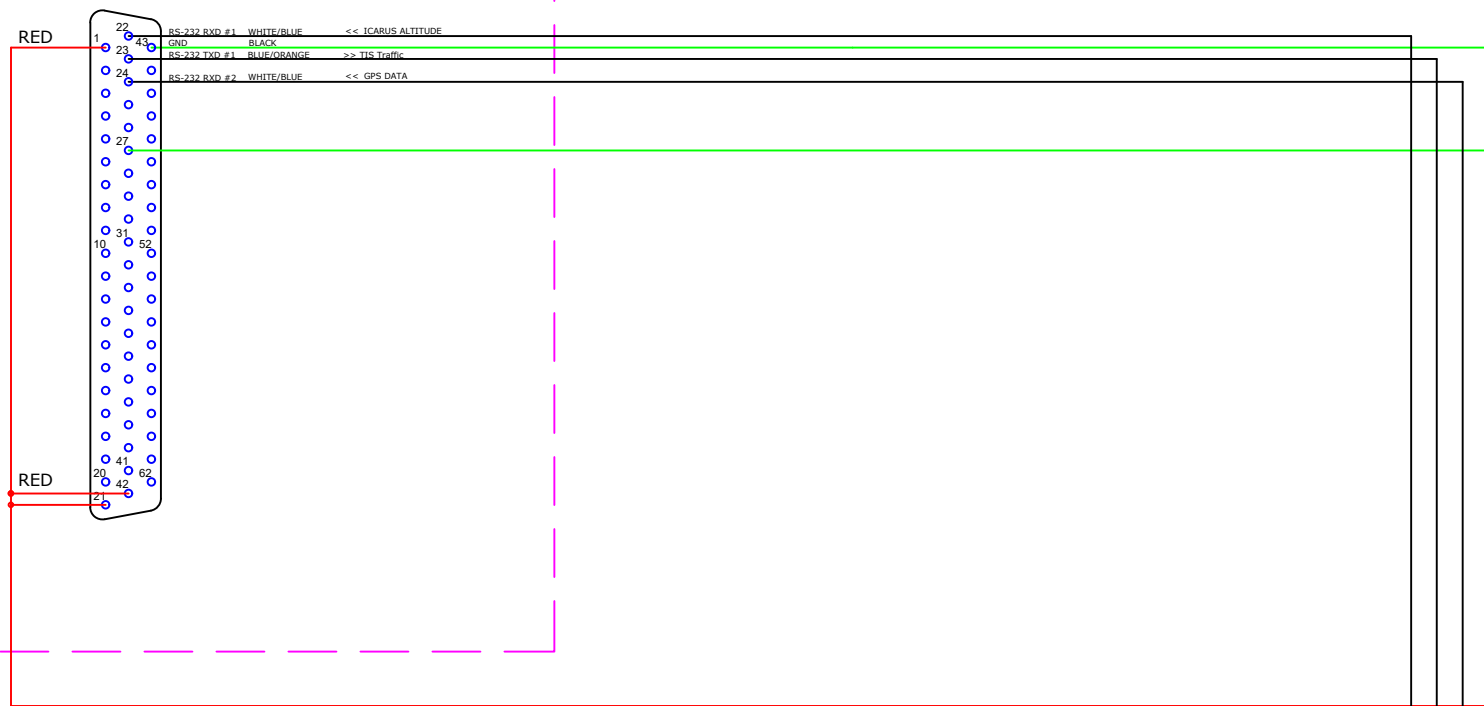 RED
1
22
43
23
24
27
31
10
52
41
20
62
42
21
RED
RS-232 RXD #1 WHITE/BLUE << ICARUS ALTITUDE
GND BLACK
RS-232 TXD #1 BLUE/ORANGE >> TIS Traffic
RS-232 RXD #2 WHITE/BLUE << GPS DATA